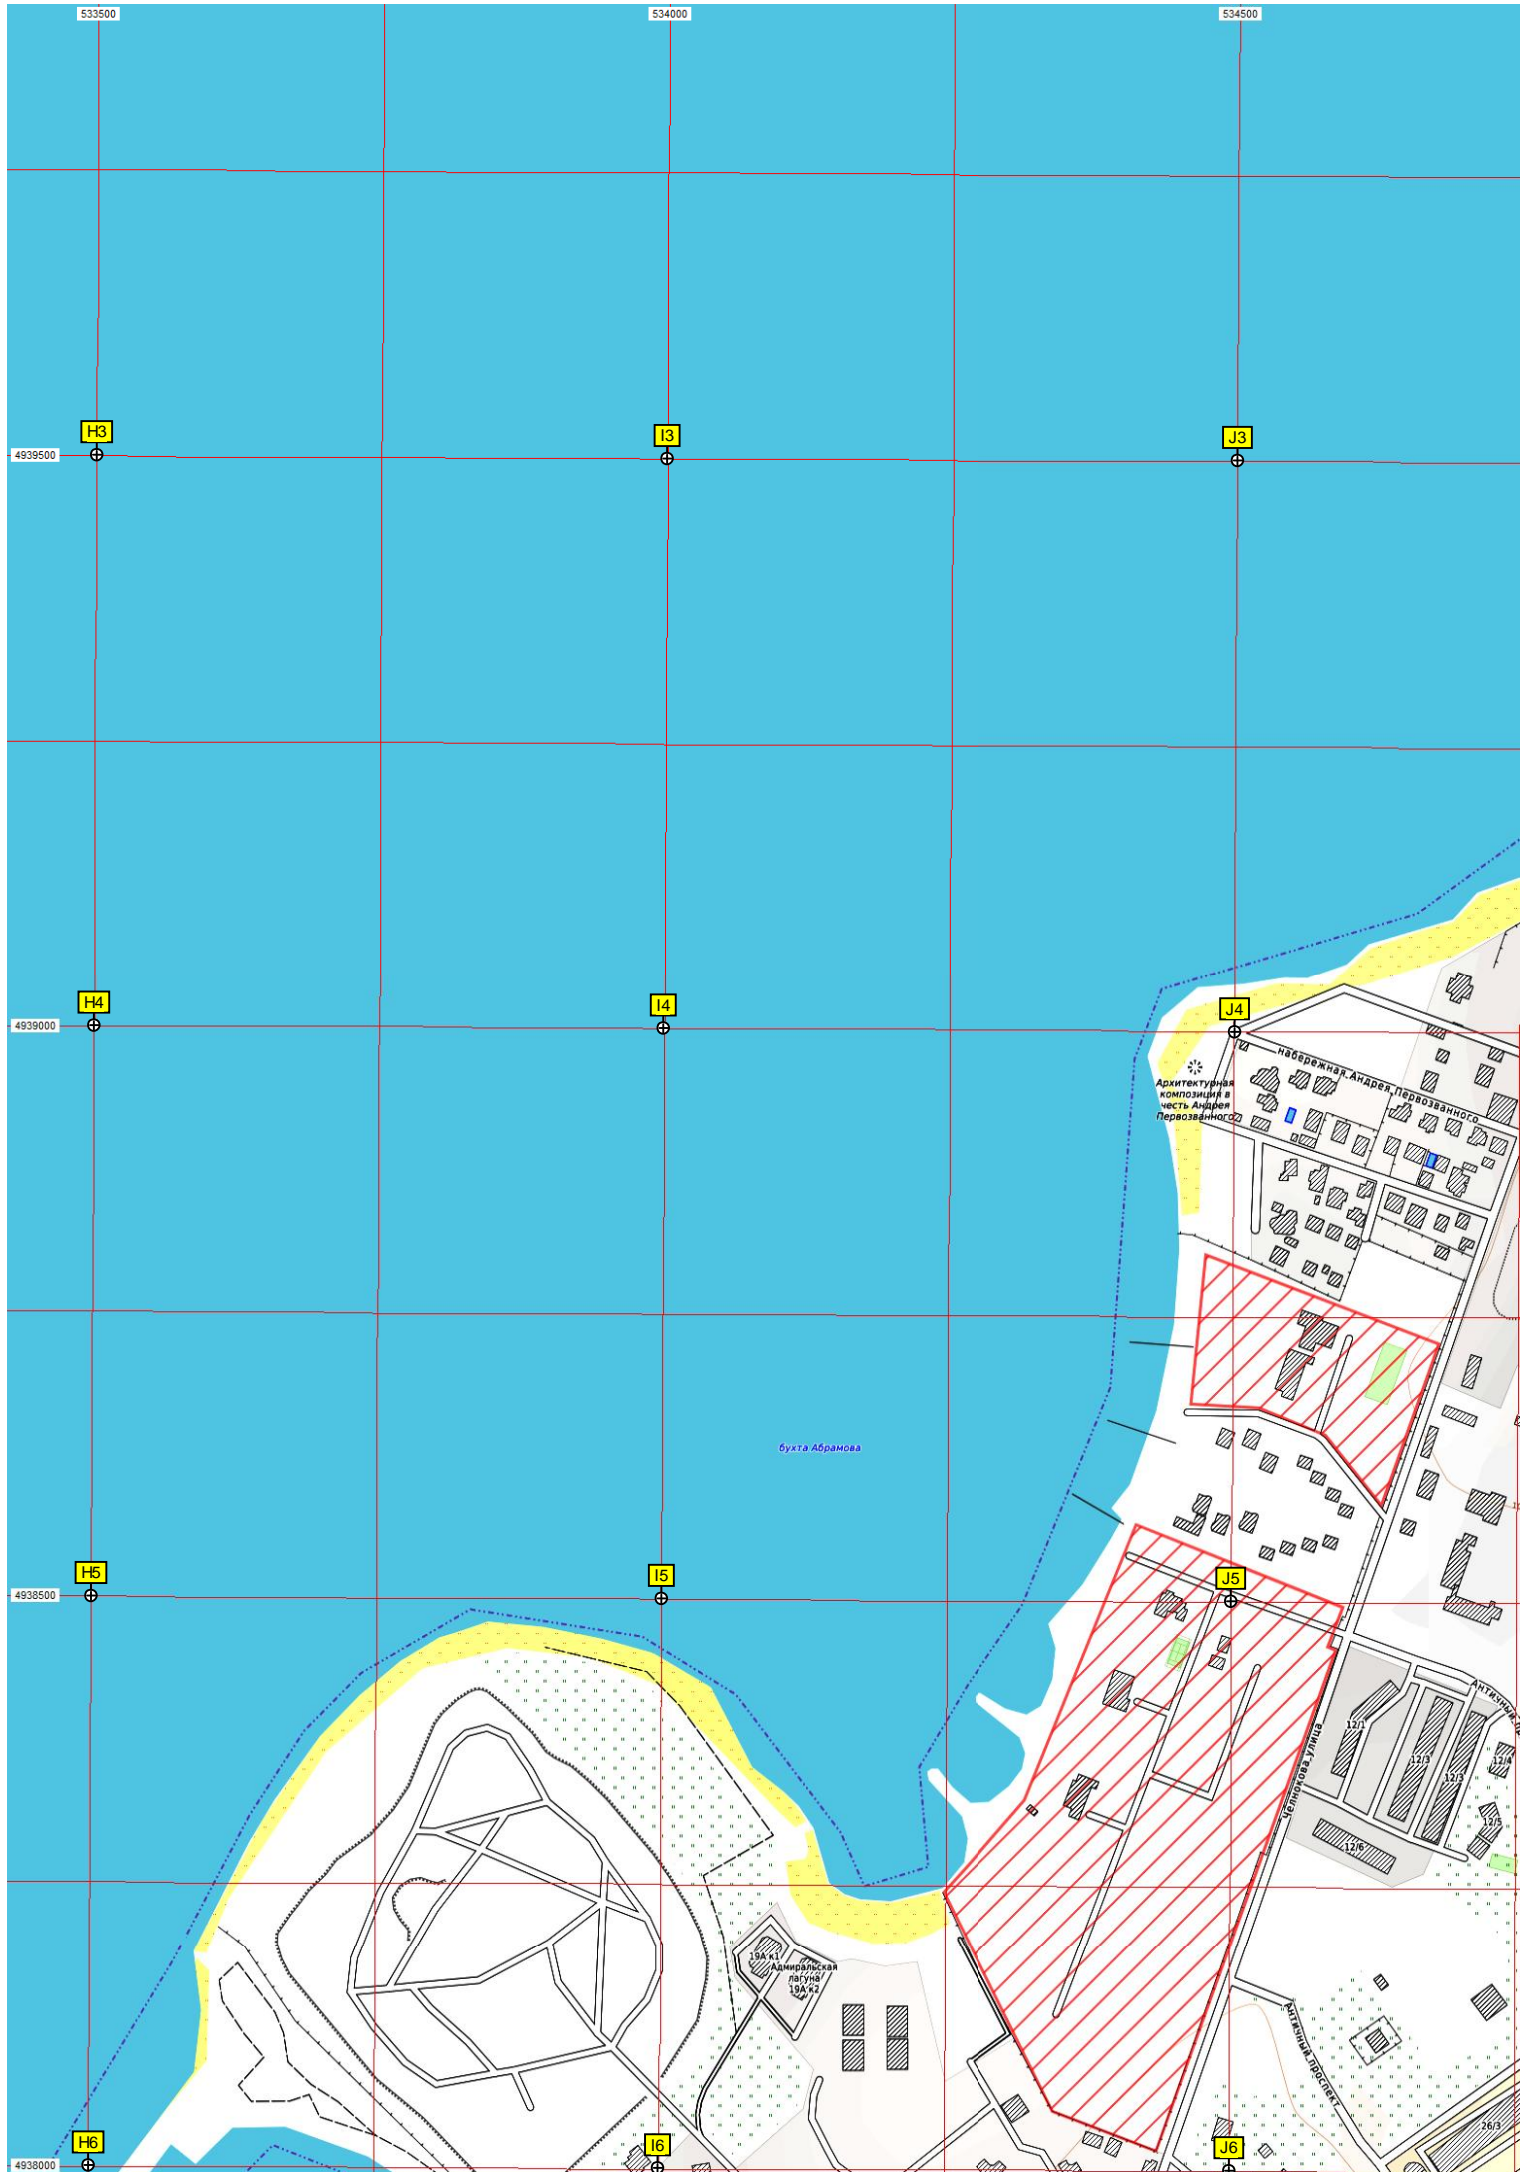 533500
534000
534500
H3
I3
J3
4939500
H4
I4
J4
4939000
набережная Андрея Первозванного
Архитектурная
композиция в
честь Андрея
Первозванного
бухта Абрамова
H5
I5
J5
4938500
Античный
Челнокова улица
12/1
12/3
12/3
12/4
12/5
12/6
19А к1
Адмиральская
лагуна
19А к2
Античный проспект
26/3
H6
I6
J6
4938000